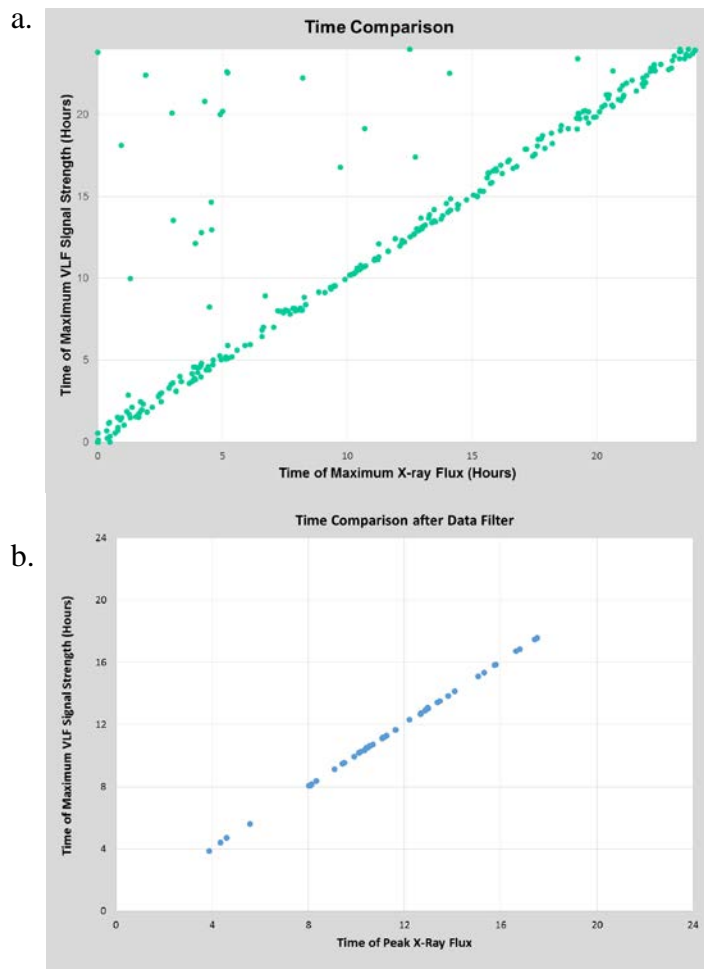 a.
Time Comparison
Time of Maximum VLF Signal Strength (Hours)
20
15
10
5
0
0 5 10 15 20
Time of Maximum X-ray Flux (Hours)
b.
Time Comparison after Data Filter
Time of Maximum VLF Signal Strength (Hours)
24
20
16
12
8
4
0
0 4 8 12 16 20 24
Time of Peak X-Ray Flux